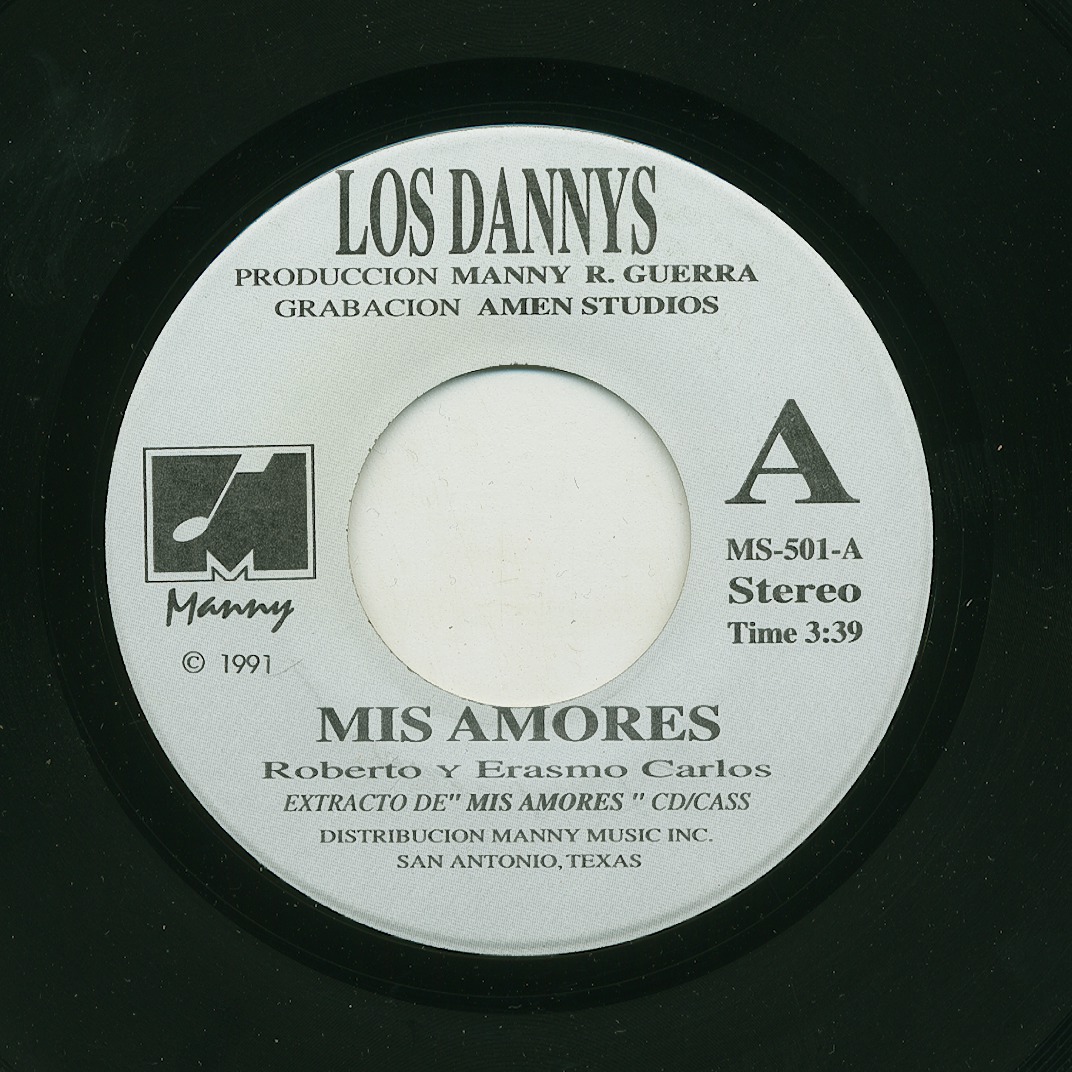 LOS DANNYS
PRODUCCION MANNY R. GUERRA
GRABACION AMEN STUDIOS
A
MS-501-A
Stereo
Time 3:39
M
Manny
© 1991
MIS AMORES
Roberto Y Erasmo Carlos
EXTRACTO DE" MIS AMORES " CD/CASS
DISTRIBUCION MANNY MUSIC INC.
SAN ANTONIO, TEXAS